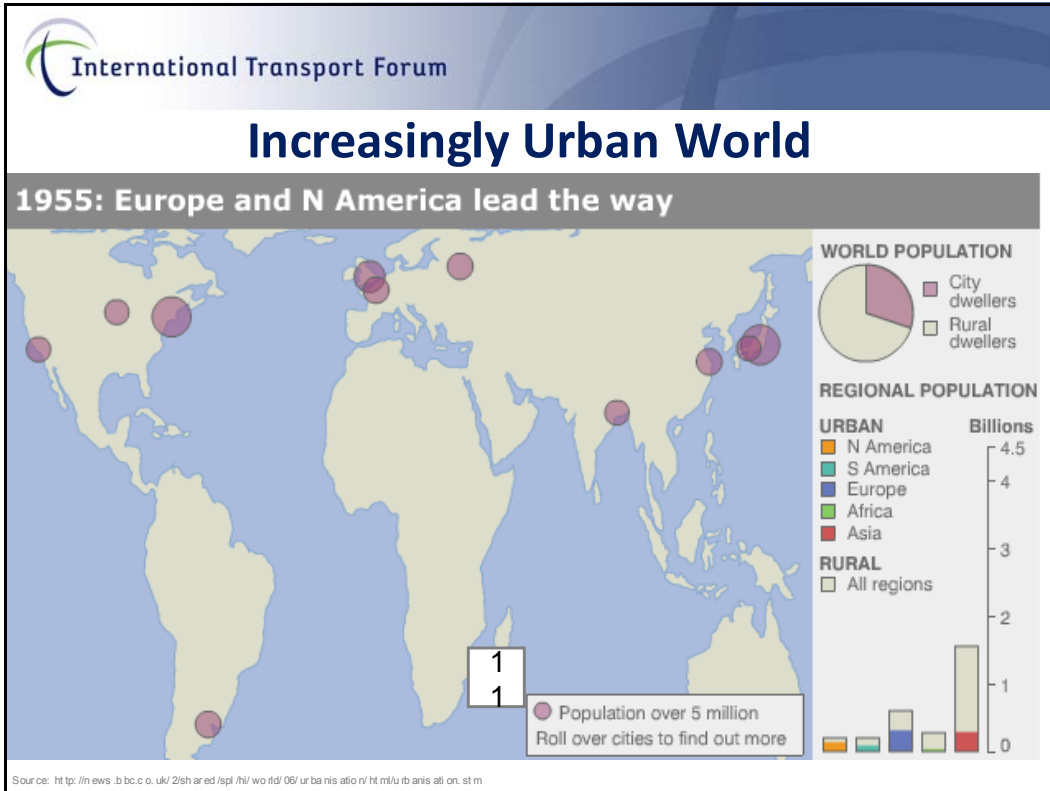 International Transport Forum
Increasingly Urban World
1955: Europe and N America lead the way
WORLD POPULATION
City
dwellers
Rural
dwellers
REGIONAL POPULATION
URBAN
Billions
N America
S America
Europe
Africa
Asia
RURAL
All regions
4.5
4
3
2
1
0
1
1
Population over 5 million
Roll over cities to find out more
Source: http://news.bbc.co.uk/2/shared/spl/hi/world/06/urbanisation/html/urbanisation.stm